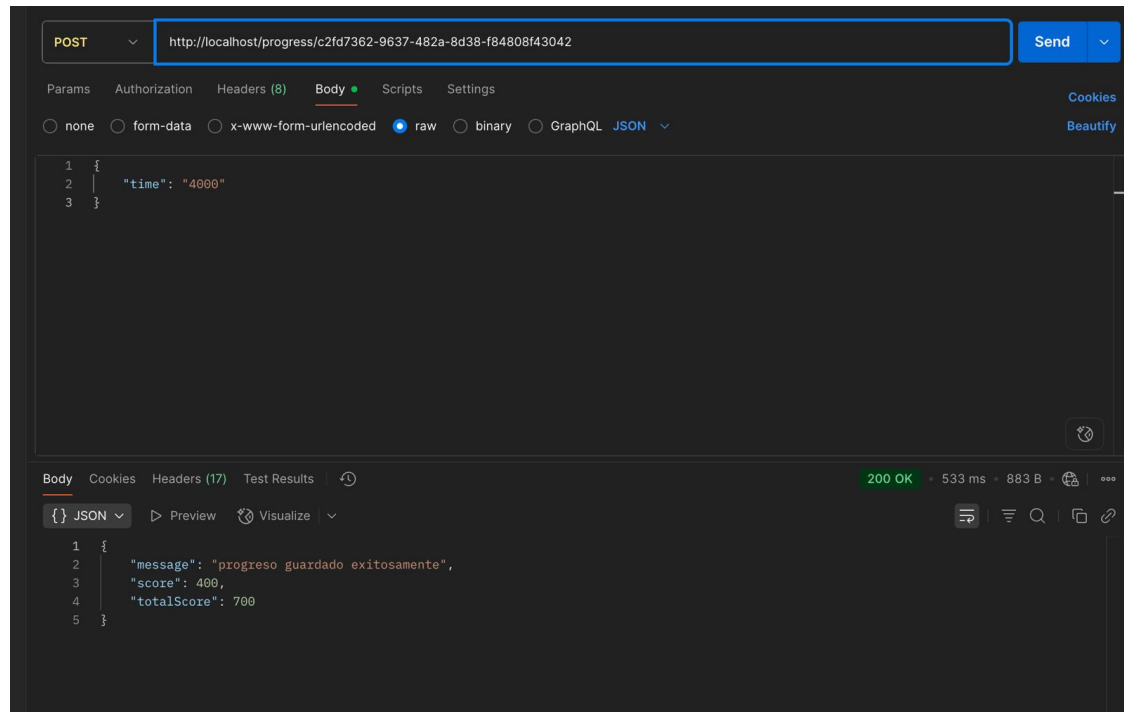 POST http://localhost/progress/c2fd7362-9637-482a-8d38-f84808f43042 Send
Params Authorization Headers (8) Body Scripts Settings Cookies
none form-data x-www-form-urlencoded raw binary GraphQL JSON Beautify
1 {
2 "time": "4000"
3 }
Body Cookies Headers (17) Test Results 200 OK • 533 ms • 883 B
{} JSON Preview Visualize
1 {
2 "message": "progreso guardado exitosamente",
3 "score": 400,
4 "totalScore": 700
5 }